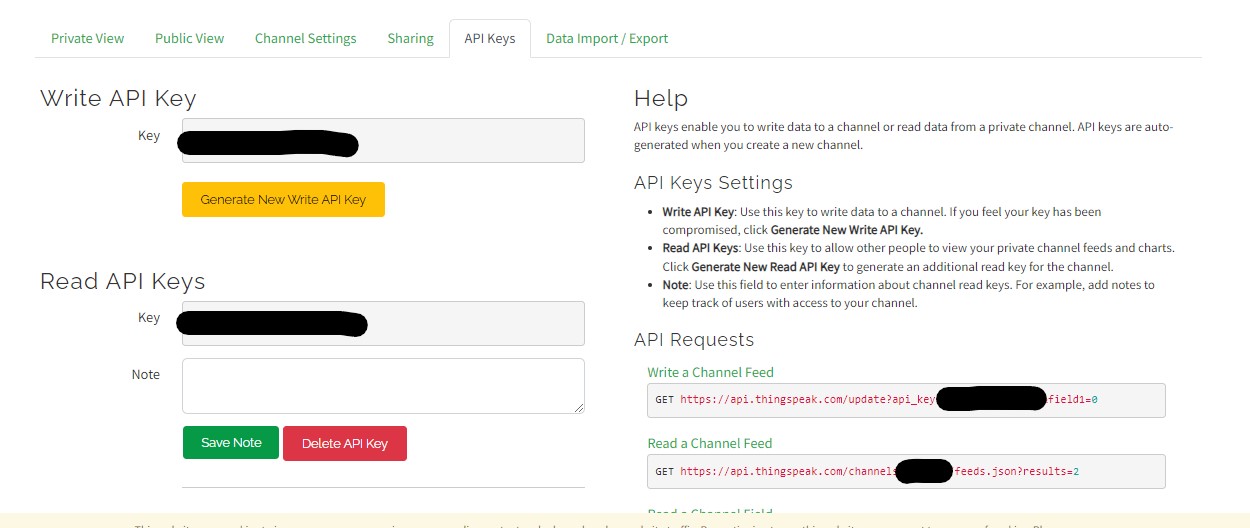 Private View
Public View
Channel Settings
Sharing
API Keys
Data Import / Export
Write API Key
Key
Generate New Write API Key
Read API Keys
Key
Note
Save Note
Delete API Key
Help
API keys enable you to write data to a channel or read data from a private channel. API keys are auto-
generated when you create a new channel.
API Keys Settings
• Write API Key: Use this key to write data to a channel. If you feel your key has been
compromised, click Generate New Write API Key.
• Read API Keys: Use this key to allow other people to view your private channel feeds and charts.
Click Generate New Read API Key to generate an additional read key for the channel.
• Note: Use this field to enter information about channel read keys. For example, add notes to
keep track of users with access to your channel.
API Requests
Write a Channel Feed
GET https://api.thingspeak.com/update?api_key field1=0
Read a Channel Feed
GET https://api.thingspeak.com/channels feeds.json?results=2